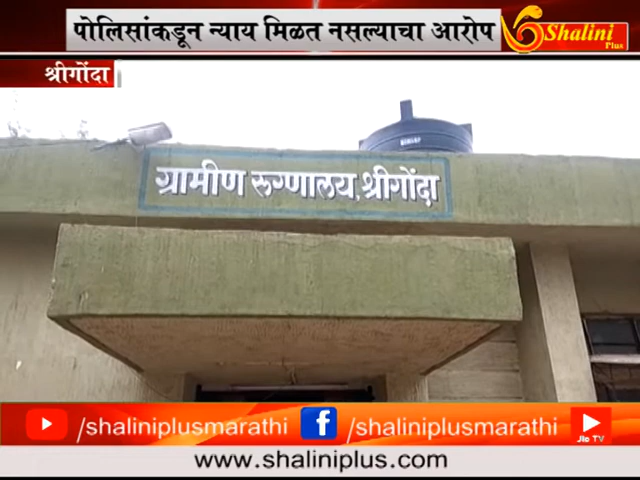 पोलिसांकडून न्याय मिळत नसल्याचा आरोप
Shalini
Plus
श्रीगोंदा
ग्रामीण रुग्णालय, श्रीगोंदा
/shaliniplusmarathi
/shaliniplusmarathi
Jio TV
www.shaliniplus.com